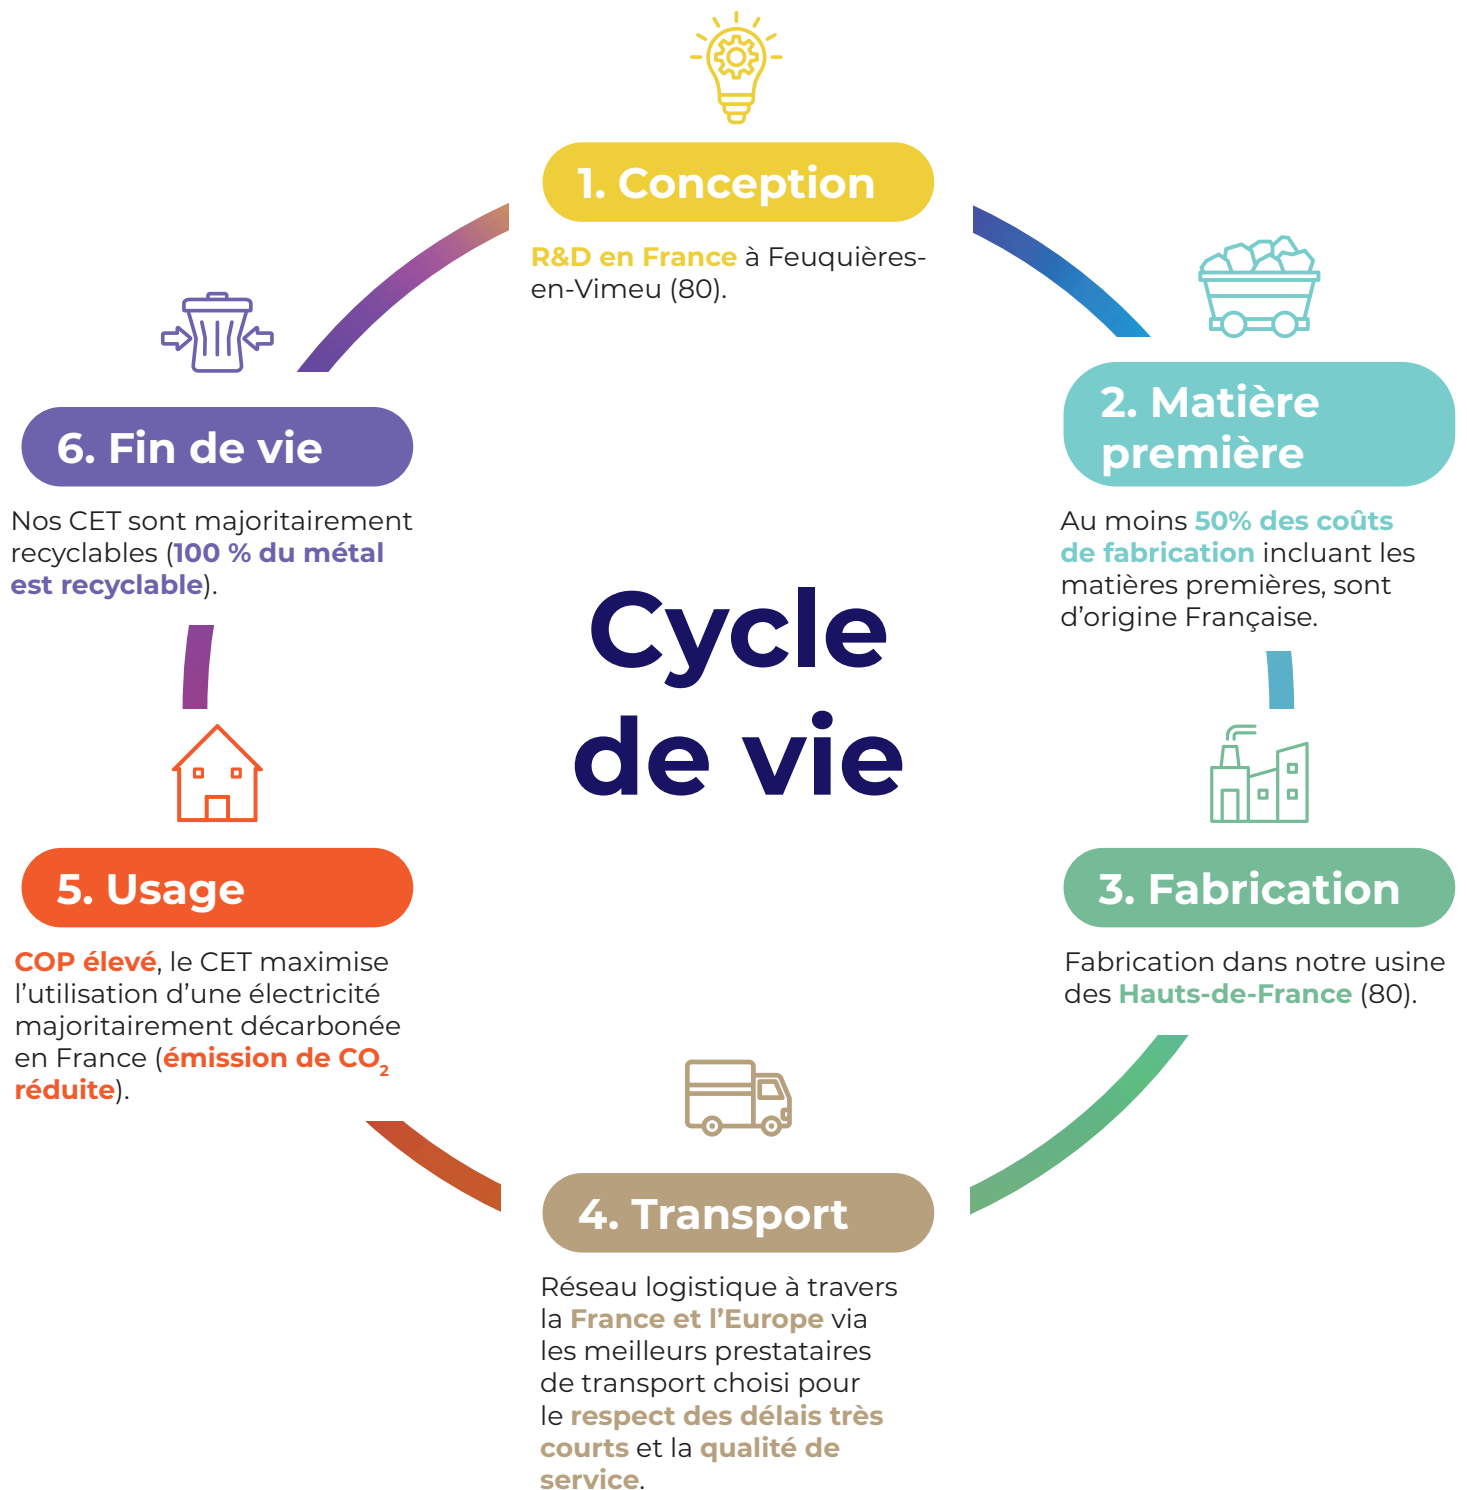 1. Conception
R&D en France à Feuquières-
en-Vimeu (80).
2. Matière
première
Au moins 50% des coûts
de fabrication incluant les
matières premières, sont
d’origine Française.
3. Fabrication
Fabrication dans notre usine
des Hauts-de-France (80).
4. Transport
Réseau logistique à travers
la France et l’Europe via
les meilleurs prestataires
de transport choisi pour
le respect des délais très
courts et la qualité de
service.
5. Usage
COP élevé, le CET maximise
l’utilisation d’une électricité
majoritairement décarbonée
en France (émission de CO₂
réduite).
6. Fin de vie
Nos CET sont majoritairement
recyclables (100 % du métal
est recyclable).
Cycle
de vie